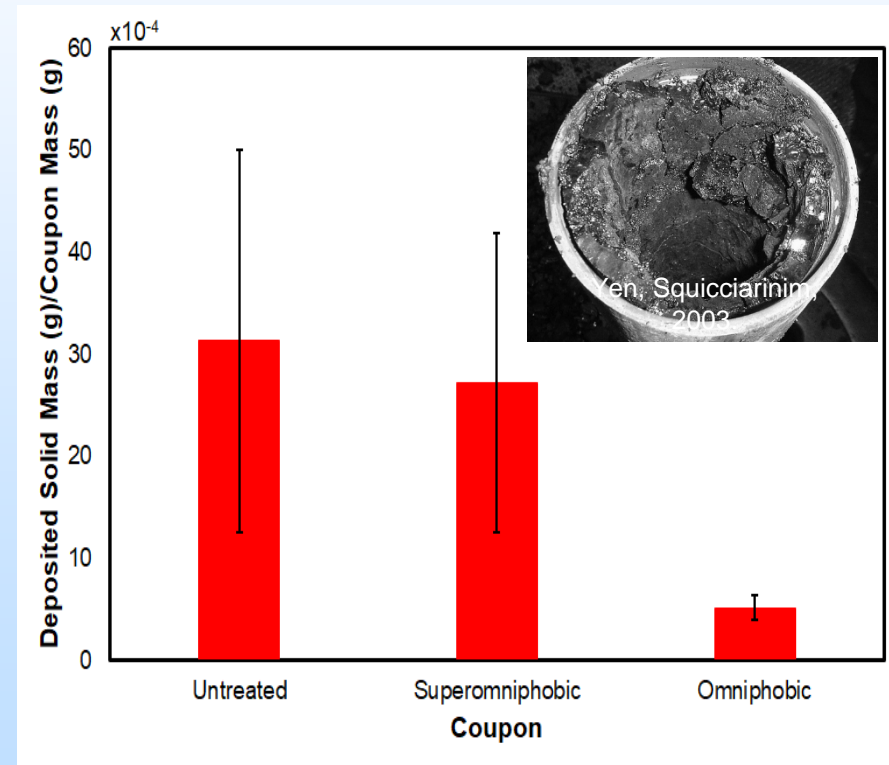 x10-4
60
50
40
30
20
10
0
Deposited Solid Mass (g)/Coupon Mass (g)
Yen, Squicciarinim,
2003.
Untreated
Superomniphobic
Omniphobic
Coupon